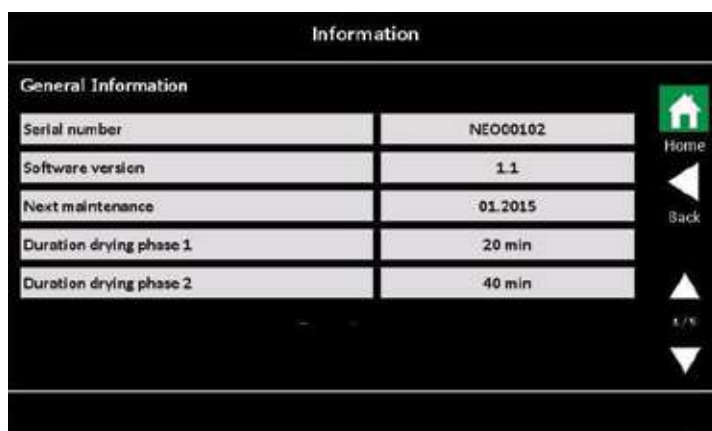 Information
General Information
Serial number NEO00102
Software version 1.1
Next maintenance 01.2015
Duration drying phase 1 20 min
Duration drying phase 2 40 min
Home
Back